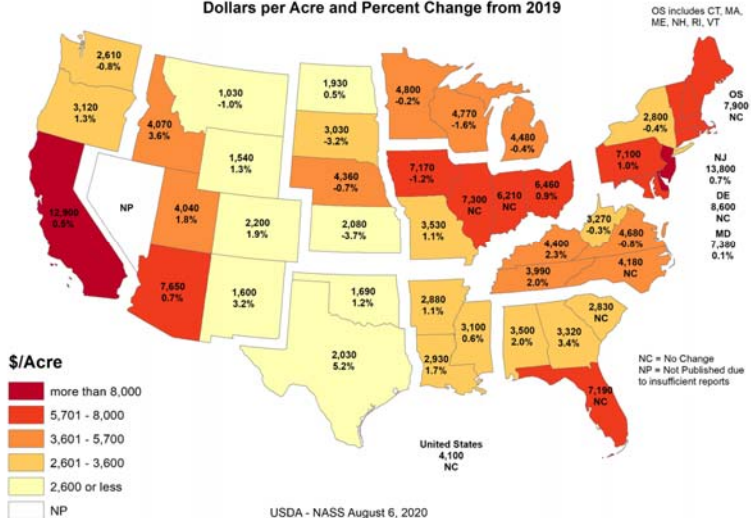 Dollars per Acre and Percent Change from 2019
OS includes CT, MA,
ME, NH, RI, VT
2,610
-0.8%
3,120
1.3%
4,070
3.6%
1,030
-1.0%
1,540
1.3%
12,900
NP
4,040
1.8%
2,200
1.9%
7,650
0.7%
1,600
3.2%
1,930
0.5%
3,030
-3.2%
4,360
-0.7%
2,080
-3.7%
1,690
1.2%
2,030
5.2%
4,800
-0.2%
4,770
-1.6%
4,480
-0.4%
7,170
-1.2%
7,300
NC
6,210
NC
6,460
0.9%
3,530
1.1%
2,880
1.1%
2,930
1.7%
3,100
0.6%
4,400
2.3%
3,990
2.0%
3,500
2.0%
3,320
3.4%
2,830
NC
7,190
NC
3,270
-0.3%
4,680
-0.8%
4,180
NC
7,100
1.0%
2,800
-0.4%
OS
7,900
NC
NJ
13,800
0.7%
DE
8,600
NC
MD
7,380
0.1%
NC = No Change
NP = Not Published due
to insufficient reports
United States
4,100
NC
$/Acre
more than 8,000
5,701 - 8,000
3,601 - 5,700
2,601 - 3,600
2,600 or less
NP
USDA - NASS August 6, 2020